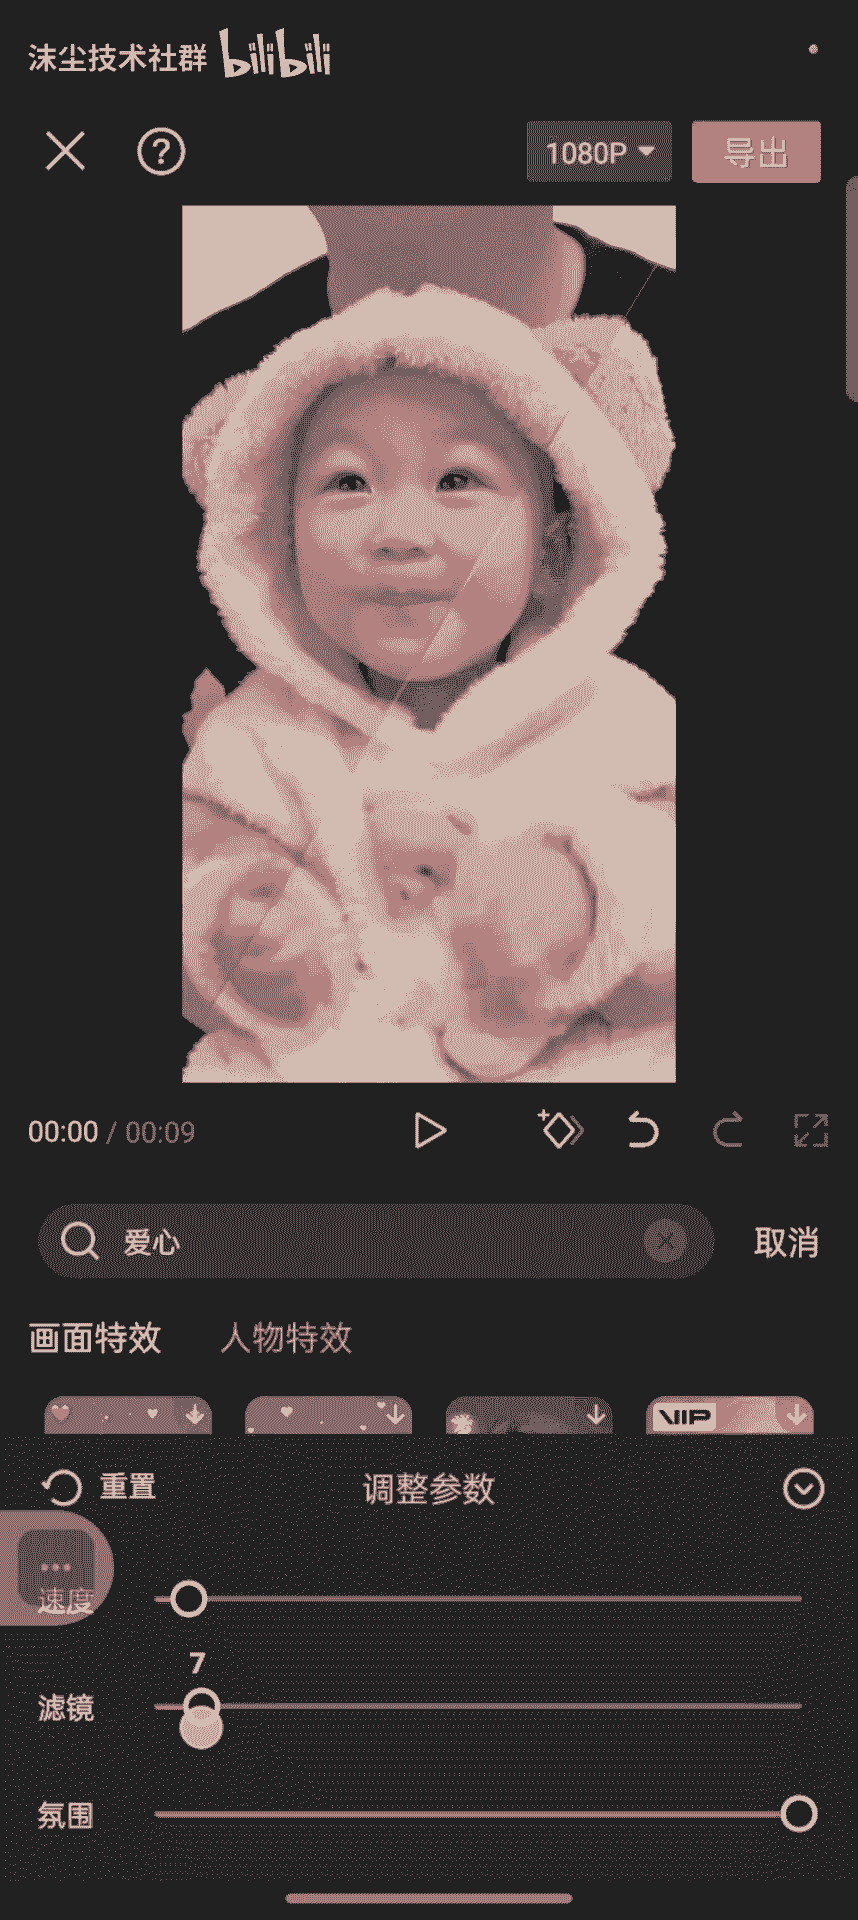 沫尘技术社群 bilibili
1080P 导出
00:00 / 00:09
爱心 取消
画面特效 人物特效
VIP
重置 调整参数
速度
7
滤镜
氛围